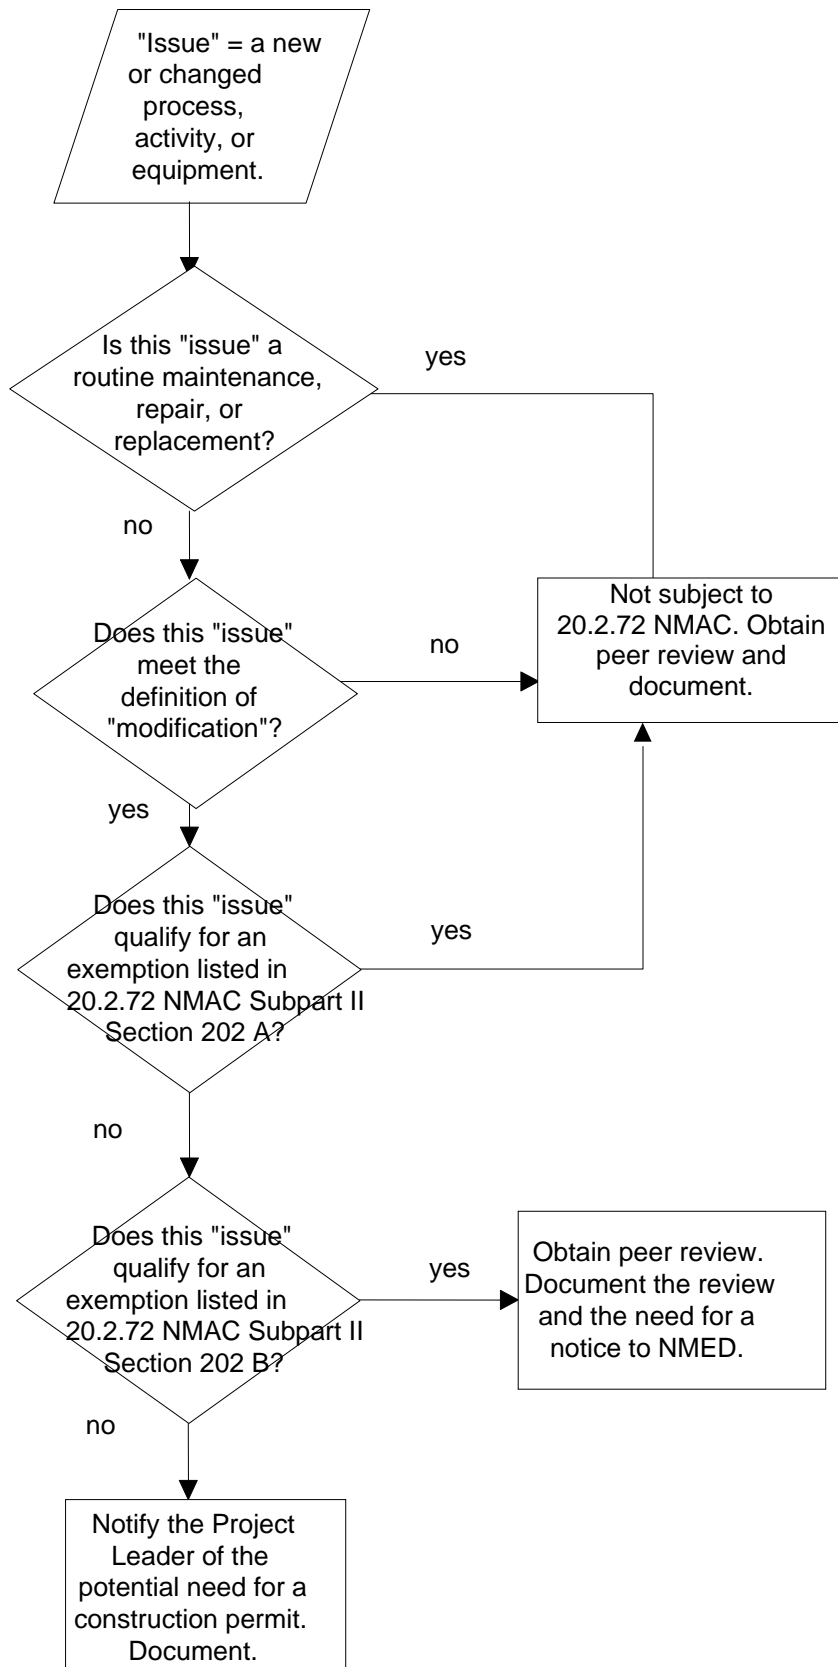 "Issue" = a new
or changed
process,
activity, or
equipment.
Is this "issue" a
routine maintenance,
repair, or
replacement?
yes
no
Does this "issue"
meet the
definition of
"modification"?
no
Not subject to
20.2.72 NMAC. Obtain
peer review and
document.
yes
Does this "issue"
qualify for an
exemption listed in
20.2.72 NMAC Subpart II
Section 202 A?
yes
no
Does this "issue"
qualify for an
exemption listed in
20.2.72 NMAC Subpart II
Section 202 B?
yes
Obtain peer review.
Document the review
and the need for a
notice to NMED.
no
Notify the Project
Leader of the
potential need for a
construction permit.
Document.